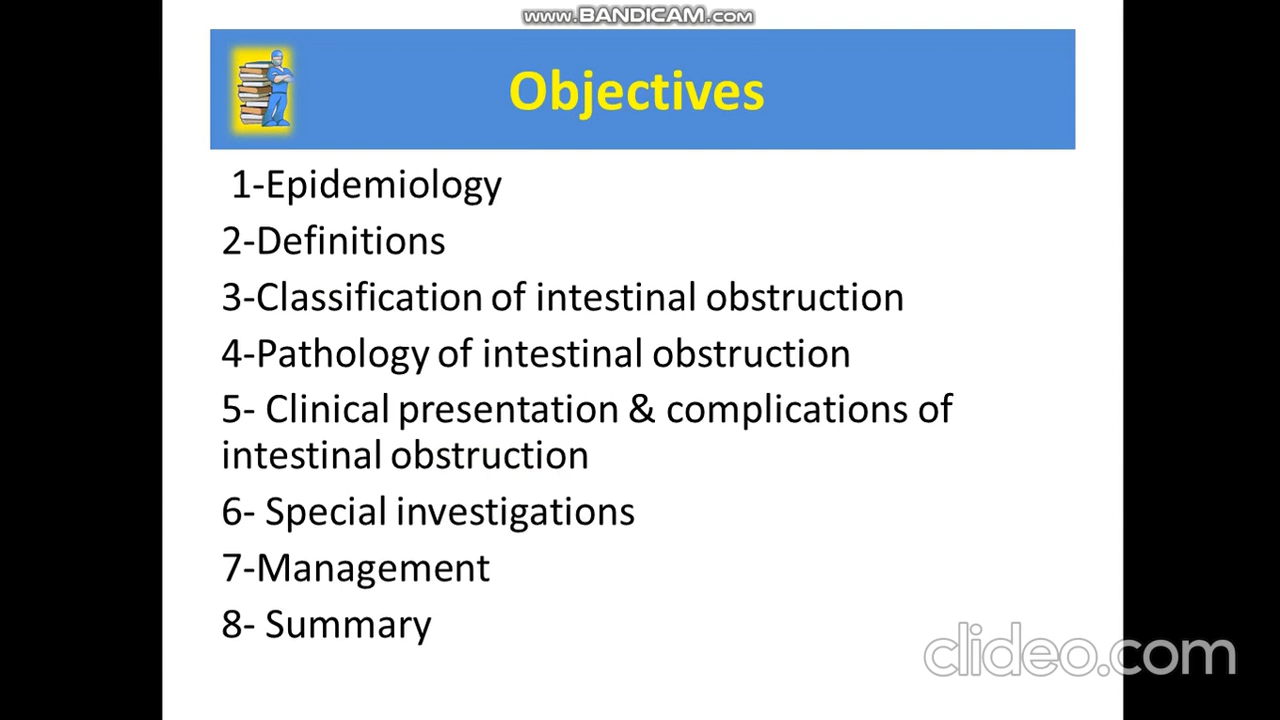 www.BANDICAM.com
Objectives
1-Epidemiology
2-Definitions
3-Classification of intestinal obstruction
4-Pathology of intestinal obstruction
5- Clinical presentation & complications of
intestinal obstruction
6- Special investigations
7-Management
8- Summary
clideo.com